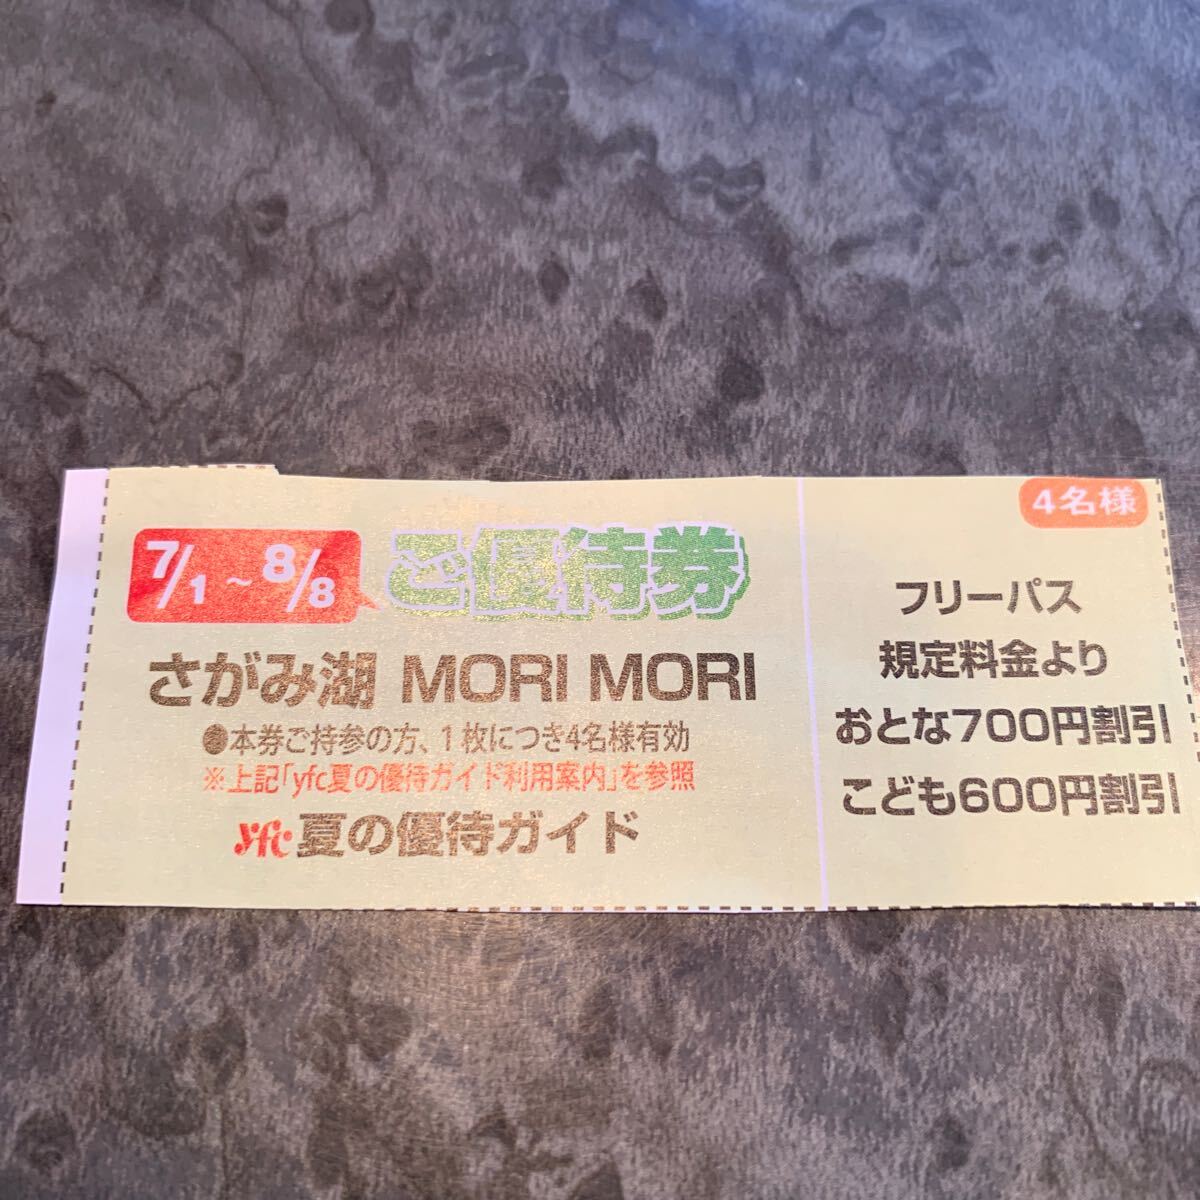 7/1~8/8
ご優待券
さがみ湖 MORI MORI
●本券ご持参の方、1枚につき4名様有効
※上記「yfc夏の優待ガイド利用案内」を参照
yfc 夏の優待ガイド
4名様
フリーパス
規定料金より
おとな700円割引
こども600円割引